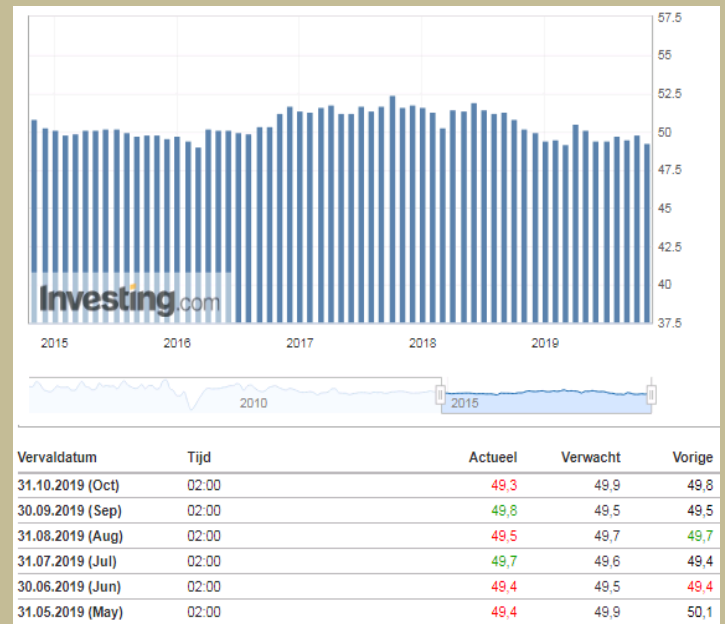 57.5
55
52.5
50
47.5
45
42.5
40
37.5
Investing.com
2015 2016 2017 2018 2019
2010 2015
Vervaldatum Tijd Actueel Verwacht Vorige
31.10.2019 (Oct) 02:00 49,3 49,9 49,8
30.09.2019 (Sep) 02:00 49,8 49,5 49,5
31.08.2019 (Aug) 02:00 49,5 49,7 49,7
31.07.2019 (Jul) 02:00 49,7 49,6 49,4
30.06.2019 (Jun) 02:00 49,4 49,5 49,4
31.05.2019 (May) 02:00 49,4 49,9 50,1